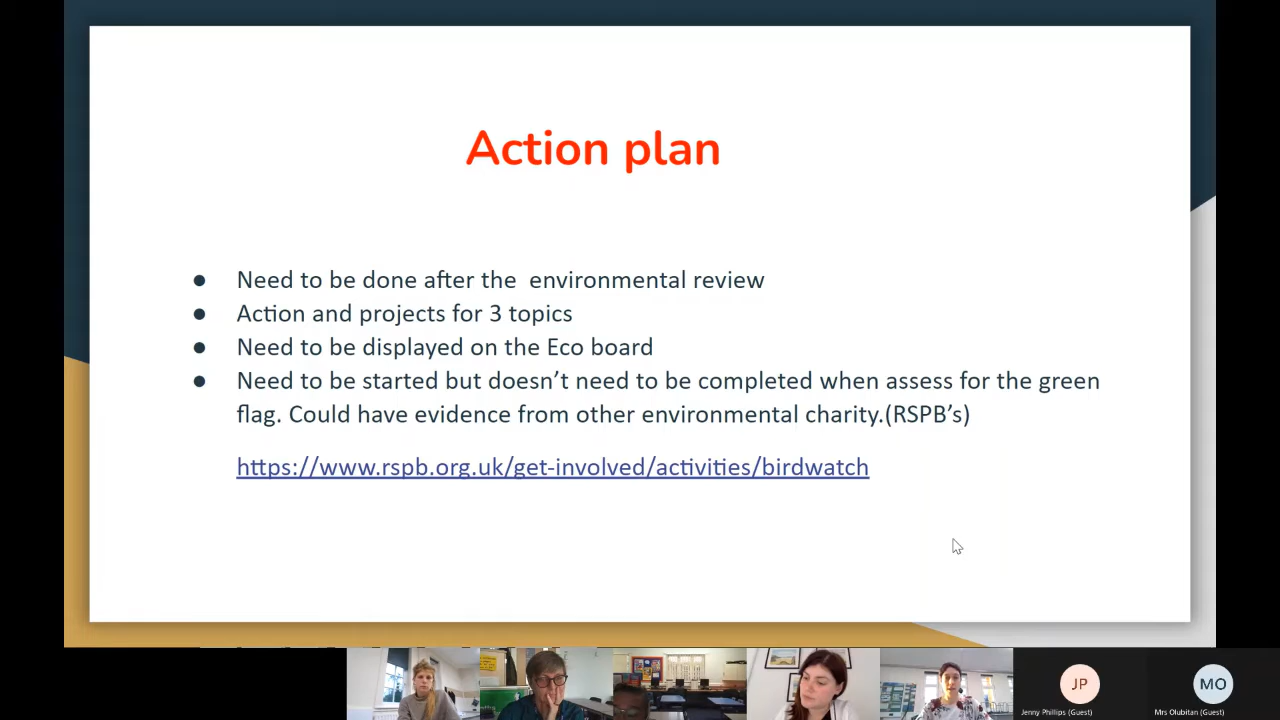 Action plan
● Need to be done after the environmental review
● Action and projects for 3 topics
● Need to be displayed on the Eco board
● Need to be started but doesn't need to be completed when assess for the green
flag. Could have evidence from other environmental charity.(RSPB's)
https://www.rspb.org.uk/get-involved/activities/birdwatch
JP
MO
Jenny Phillips (Guest)
Mrs Olubitan (Guest)